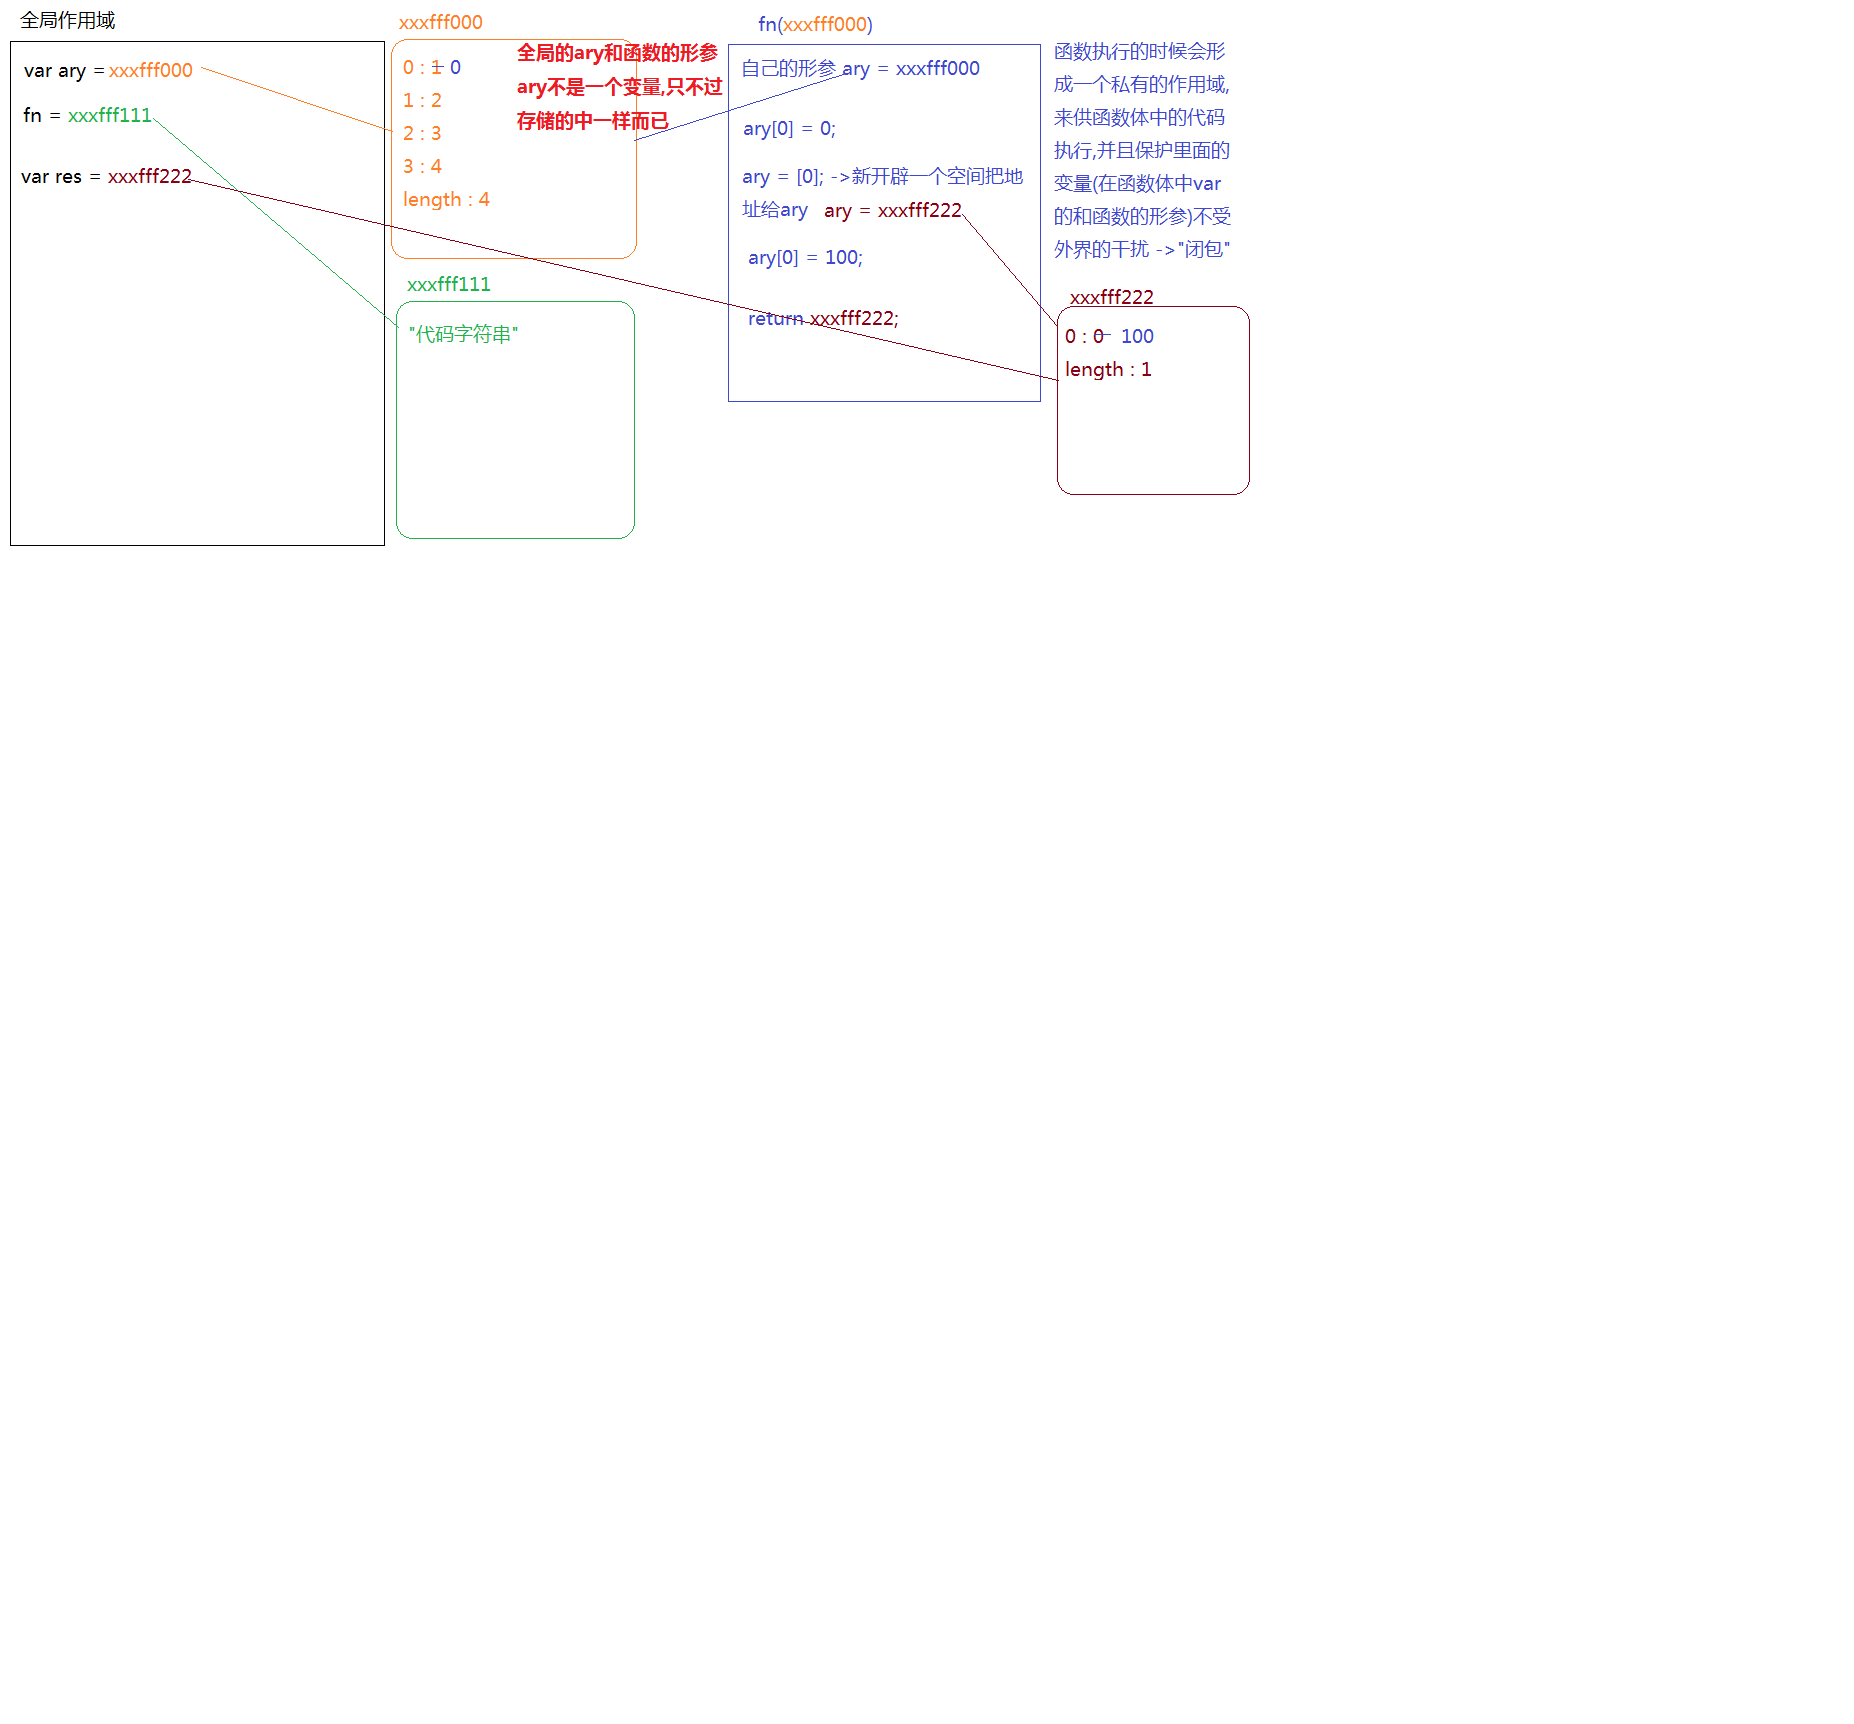 全局作用域
var ary = xxxfff000
fn = xxxfff111
var res = xxxfff222
xxxfff000
0 : 1 0
1 : 2
2 : 3
3 : 4
length : 4
全局的ary和函数的形参
ary不是一个变量,只不过
存储的中一样而已
xxxfff111
"代码字符串"
fn(xxxfff000)
自己的形参 ary = xxxfff000
ary[0] = 0;
ary = [0]; ->新开辟一个空间把地
址给ary ary = xxxfff222
ary[0] = 100;
return xxxfff222;
函数执行的时候会形
成一个私有的作用域,
来供函数体中的代码
执行,并且保护里面的
变量(在函数体中var
的和函数的形参)不受
外界的干扰 ->"闭包"
xxxfff222
0 : 0 100
length : 1